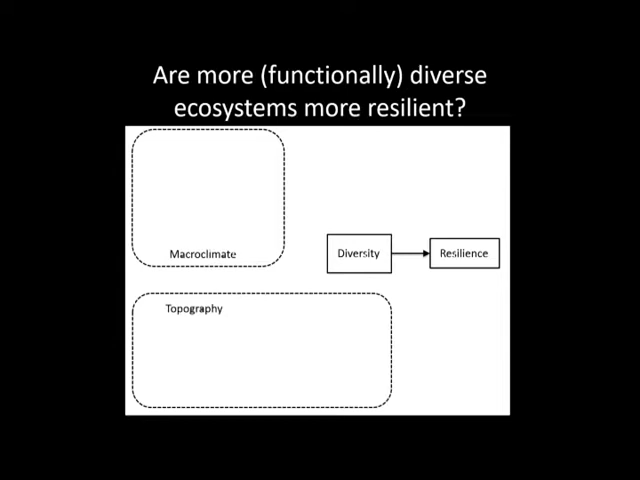 Are more (functionally) diverse
ecosystems more resilient?
Macroclimate
Diversity
Resilience
Topography